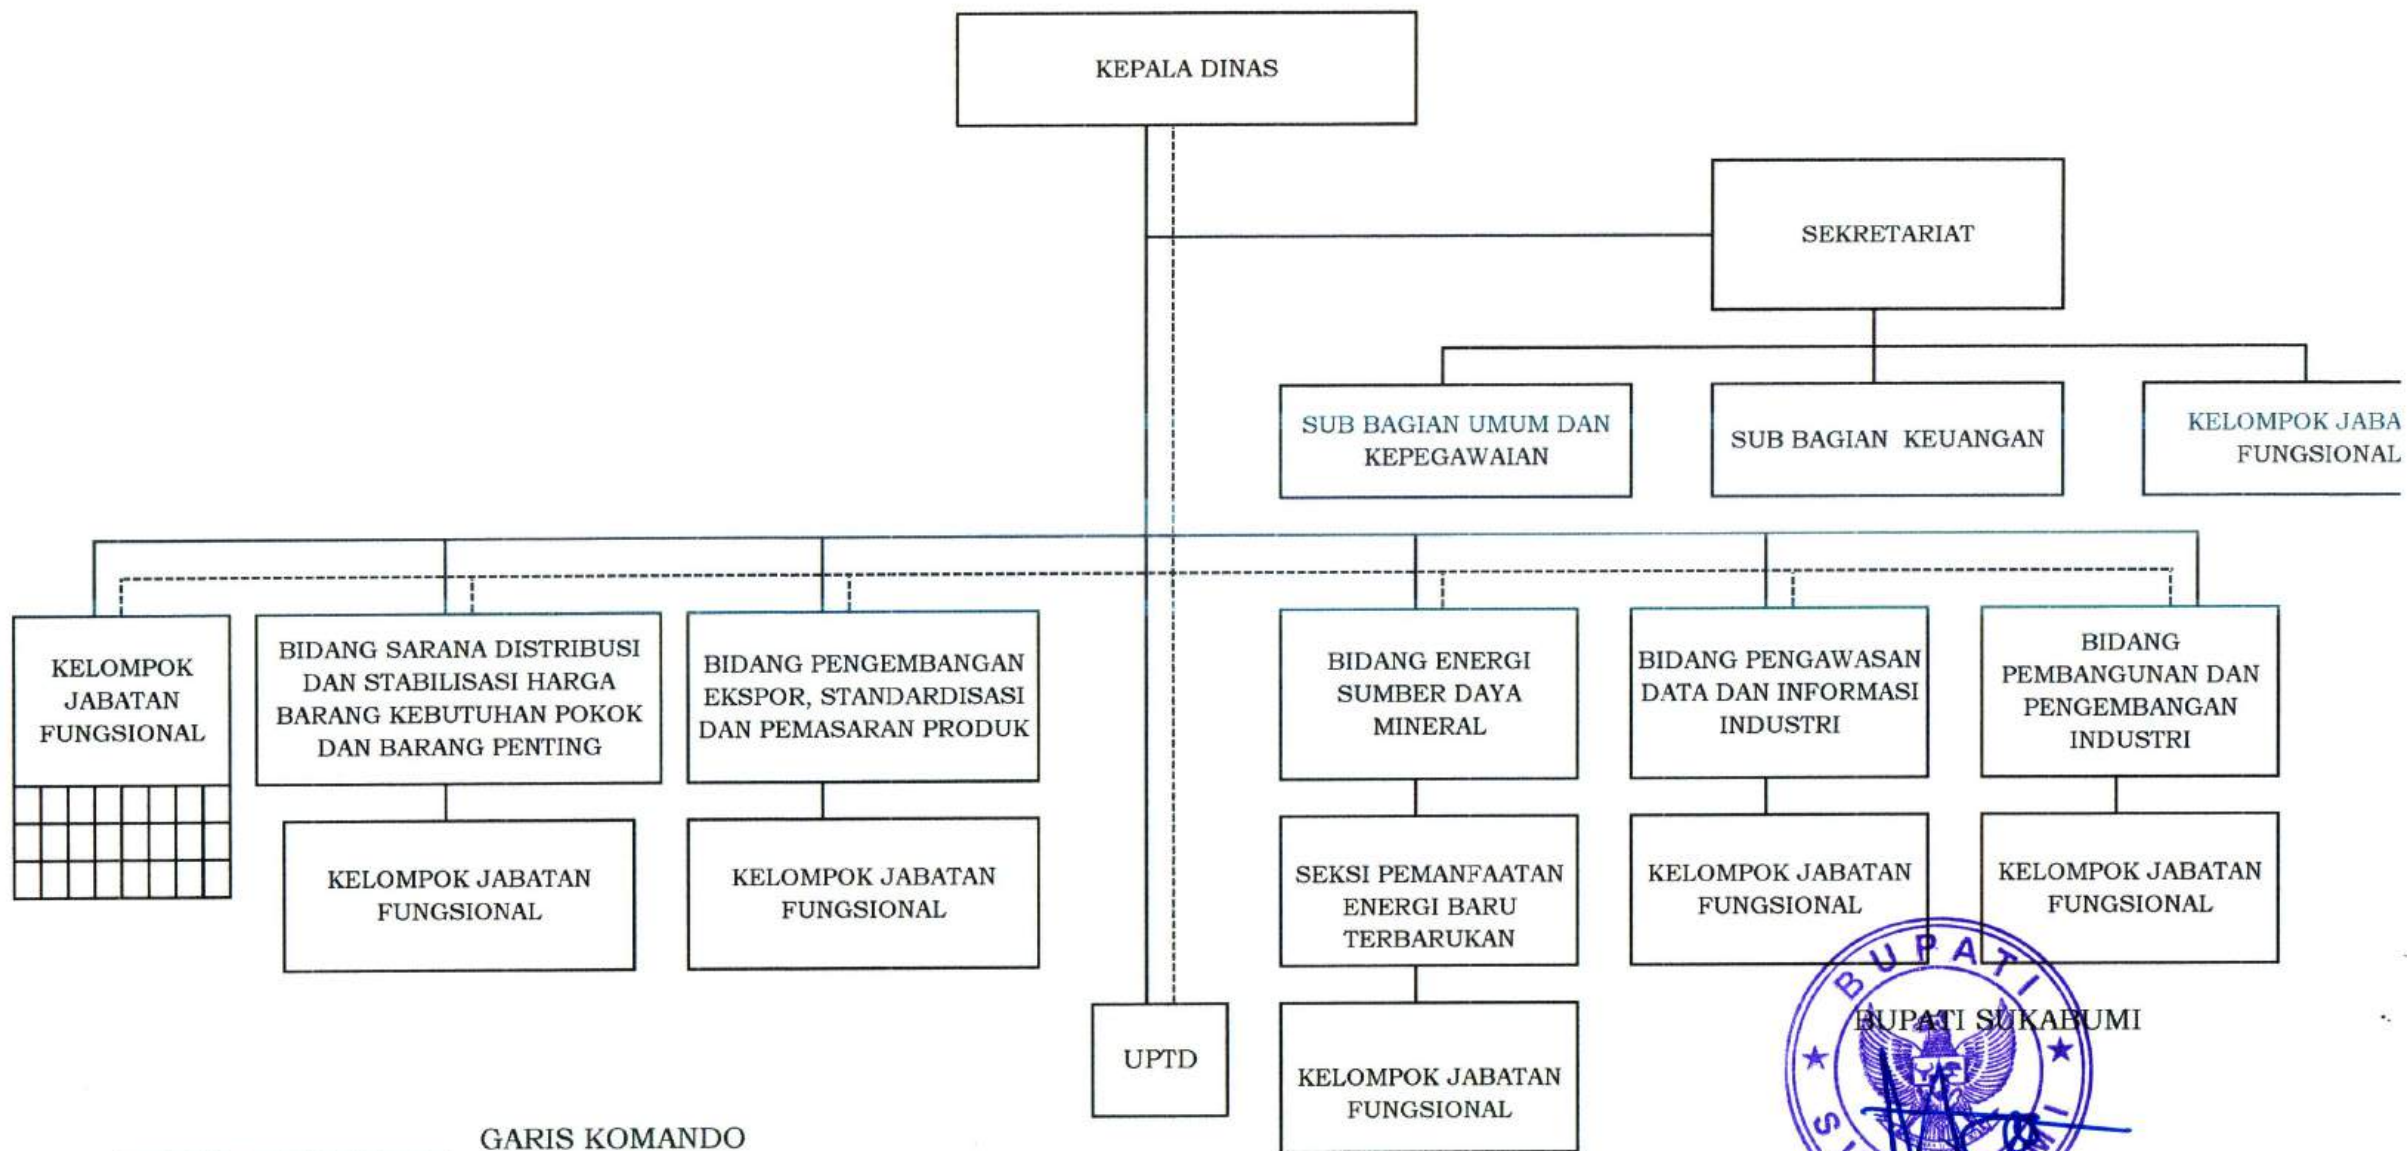 KEPALA DINAS
SEKRETARIAT
SUB BAGIAN UMUM DAN
KEPEGAWAIAN
SUB BAGIAN KEUANGAN
KELOMPOK JABA
FUNGSIONAL
KELOMPOK
JABATAN
FUNGSIONAL
BIDANG SARANA DISTRIBUSI
DAN STABILISASI HARGA
BARANG KEBUTUHAN POKOK
DAN BARANG PENTING
BIDANG PENGEMBANGAN
EKSPOR, STANDARDISASI
DAN PEMASARAN PRODUK
BIDANG ENERGI
SUMBER DAYA
MINERAL
BIDANG PENGAWASAN
DATA DAN INFORMASI
INDUSTRI
BIDANG
PEMBANGUNAN DAN
PENGEMBANGAN
INDUSTRI
KELOMPOK JABATAN
FUNGSIONAL
KELOMPOK JABATAN
FUNGSIONAL
SEKSI PEMANFAATAN
ENERGI BARU
TERBARUKAN
KELOMPOK JABATAN
FUNGSIONAL
KELOMPOK JABATAN
FUNGSIONAL
UPTD
KELOMPOK JABATAN
FUNGSIONAL
BUPATI
BUPATI SUKABUMI
GARIS KOMANDO